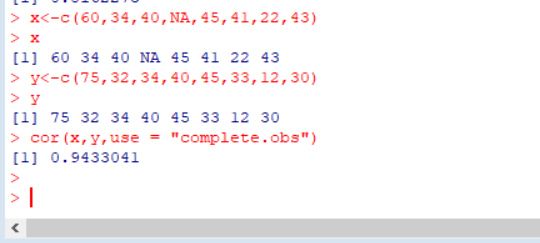 > x<-c(60,34,40,NA,45,41,22,43)
> x
[1] 60 34 40 NA 45 41 22 43
> y<-c(75,32,34,40,45,33,12,30)
> y
[1] 75 32 34 40 45 33 12 30
> cor(x,y,use = "complete.obs")
[1] 0.9433041
>
>